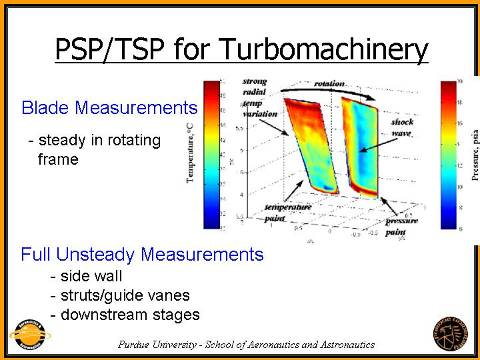 PSP/TSP for Turbomachinery
Blade Measurements
- steady in rotating
frame
strong
radial
temp
variation
rotation
shock
wave
Temperature,°C
Pressure, psia
temperature
paint
pressure
paint
Full Unsteady Measurements
- side wall
- struts/guide vanes
- downstream stages
Purdue University - School of Aeronautics and Astronautics